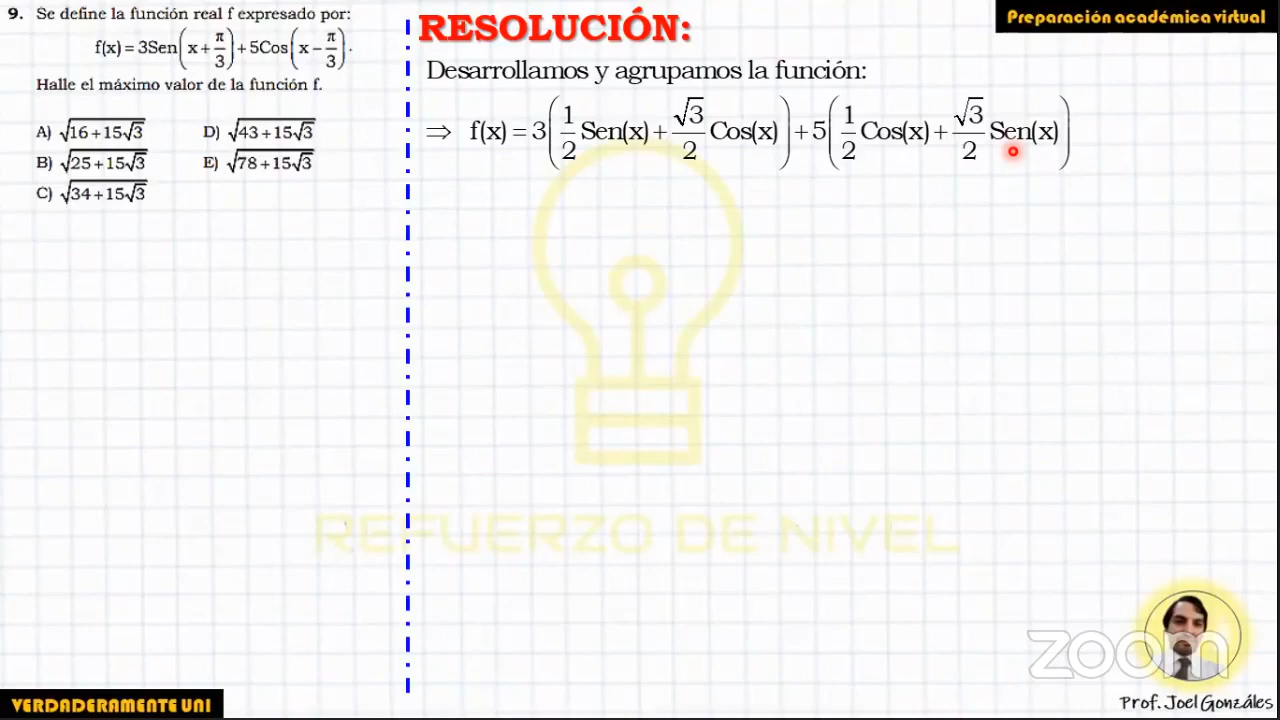 9. Se define la función real f expresado por:
f(x) = 3Sen(x + π/3) + 5Cos(x − π/3).
Halle el máximo valor de la función f.
A) √(16+15√3) D) √(43+15√3)
B) √(25+15√3) E) √(78+15√3)
C) √(34+15√3)
RESOLUCIÓN:
Preparación académica virtual
Desarrollamos y agrupamos la función:
⇒ f(x) = 3(1/2 Sen(x) + √3/2 Cos(x)) + 5(1/2 Cos(x) + √3/2 Sen(x))
REFUERZO DE NIVEL
zoom
Prof. Joel Gonzáles
VERDADERAMENTE UNI